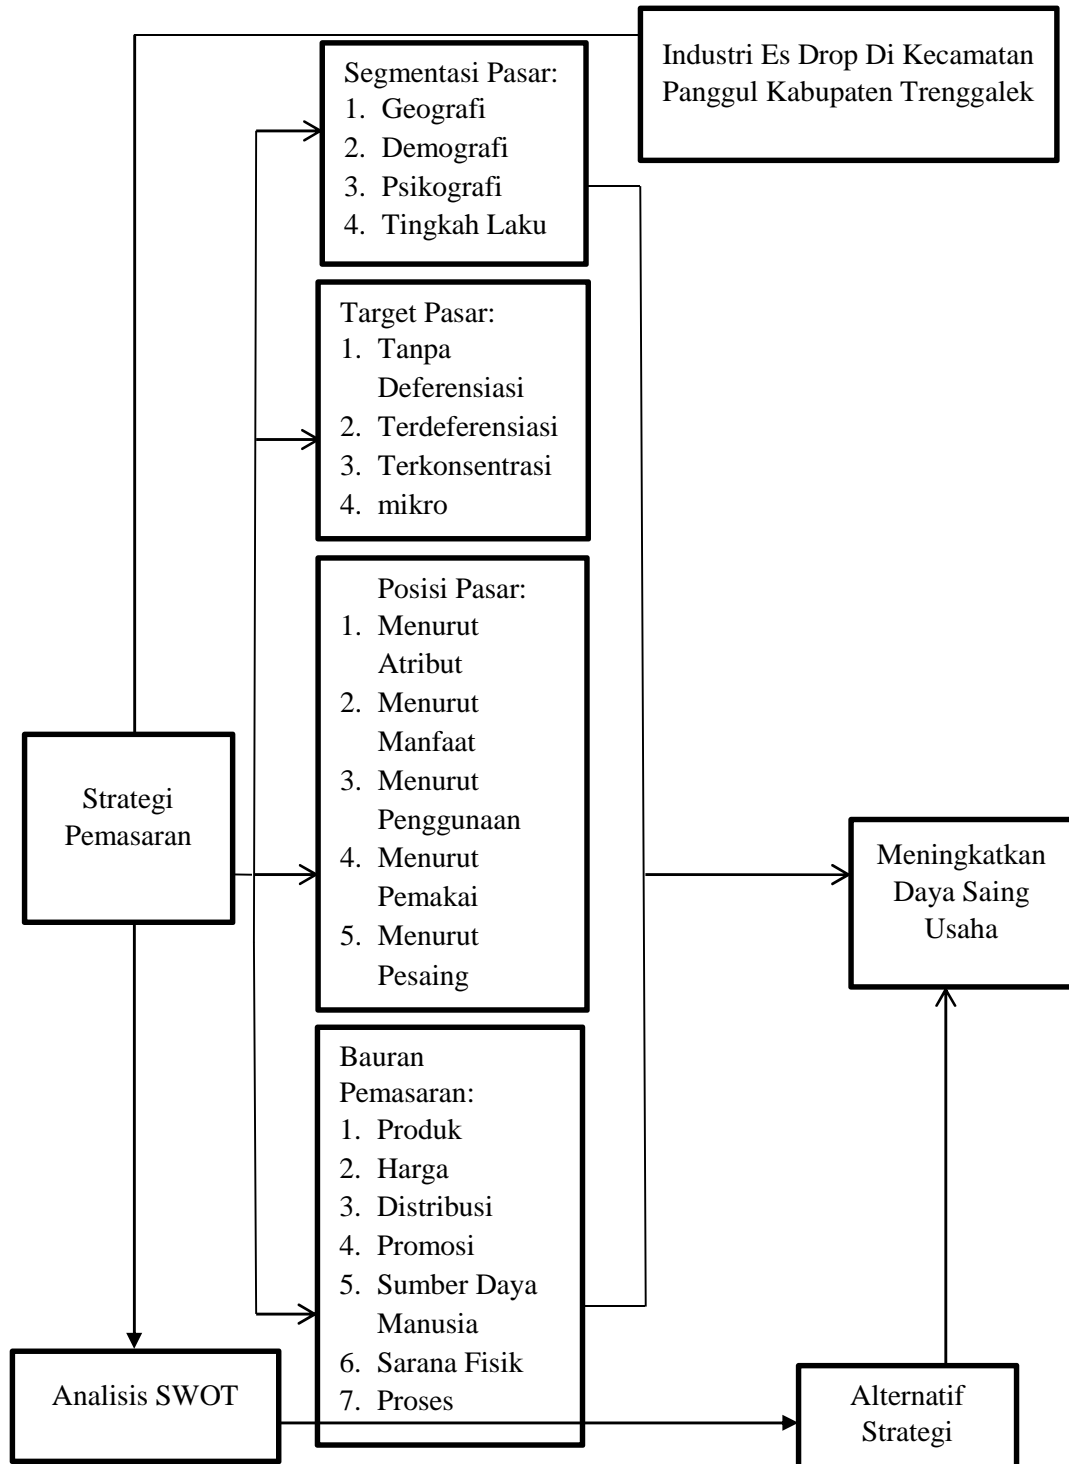 Industri Es Drop Di Kecamatan
Panggul Kabupaten Trenggalek
Segmentasi Pasar:
1. Geografi
2. Demografi
3. Psikografi
4. Tingkah Laku
Target Pasar:
1. Tanpa
Deferensiasi
2. Terdeferensiasi
3. Terkonsentrasi
4. mikro
Posisi Pasar:
1. Menurut
Atribut
2. Menurut
Manfaat
3. Menurut
Penggunaan
4. Menurut
Pemakai
5. Menurut
Pesaing
Strategi
Pemasaran
Meningkatkan
Daya Saing
Usaha
Bauran
Pemasaran:
1. Produk
2. Harga
3. Distribusi
4. Promosi
5. Sumber Daya
Manusia
6. Sarana Fisik
7. Proses
Analisis SWOT
Alternatif
Strategi